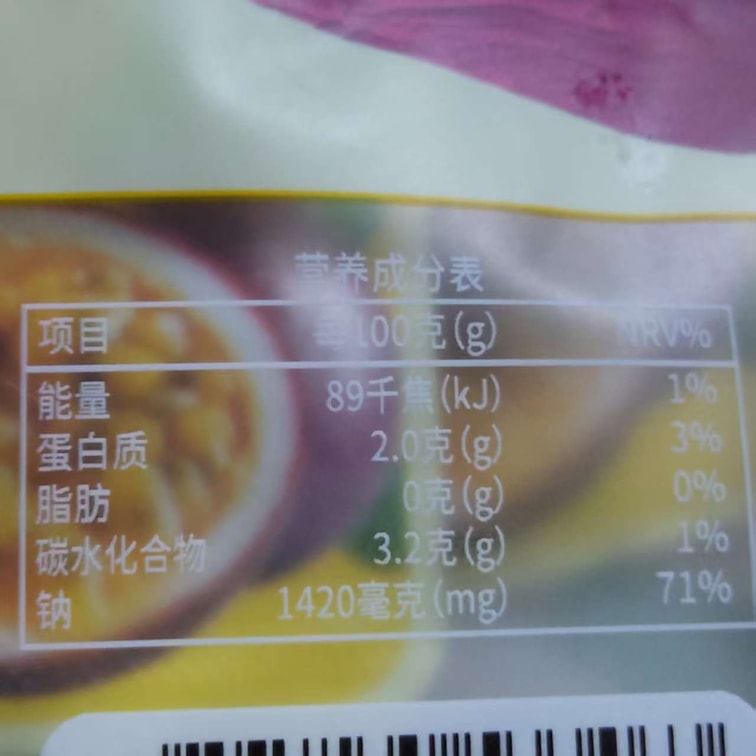 营养成分表
项目 每100克(g) NRV%
能量 89千焦(kJ) 1%
蛋白质 2.0克(g) 3%
脂肪 0克(g) 0%
碳水化合物 3.2克(g) 1%
钠 1420毫克(mg) 71%